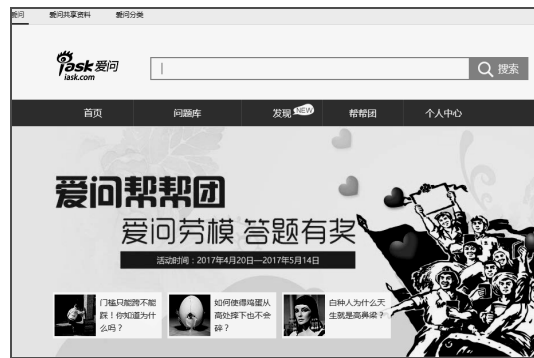 爱问 爱问共享资料 爱问分类
iask爱问
iask.com
搜索
首页 问题库 发现 NEW 帮帮团 个人中心
爱问帮帮团
爱问劳模 答题有奖
活动时间:2017年4月20日—2017年5月14日
门槛只能跨不能 如何使得鸡蛋从 白种人为什么天
踩!你知道为什 高处摔下也不会 生就是高鼻梁?
么吗? 碎?